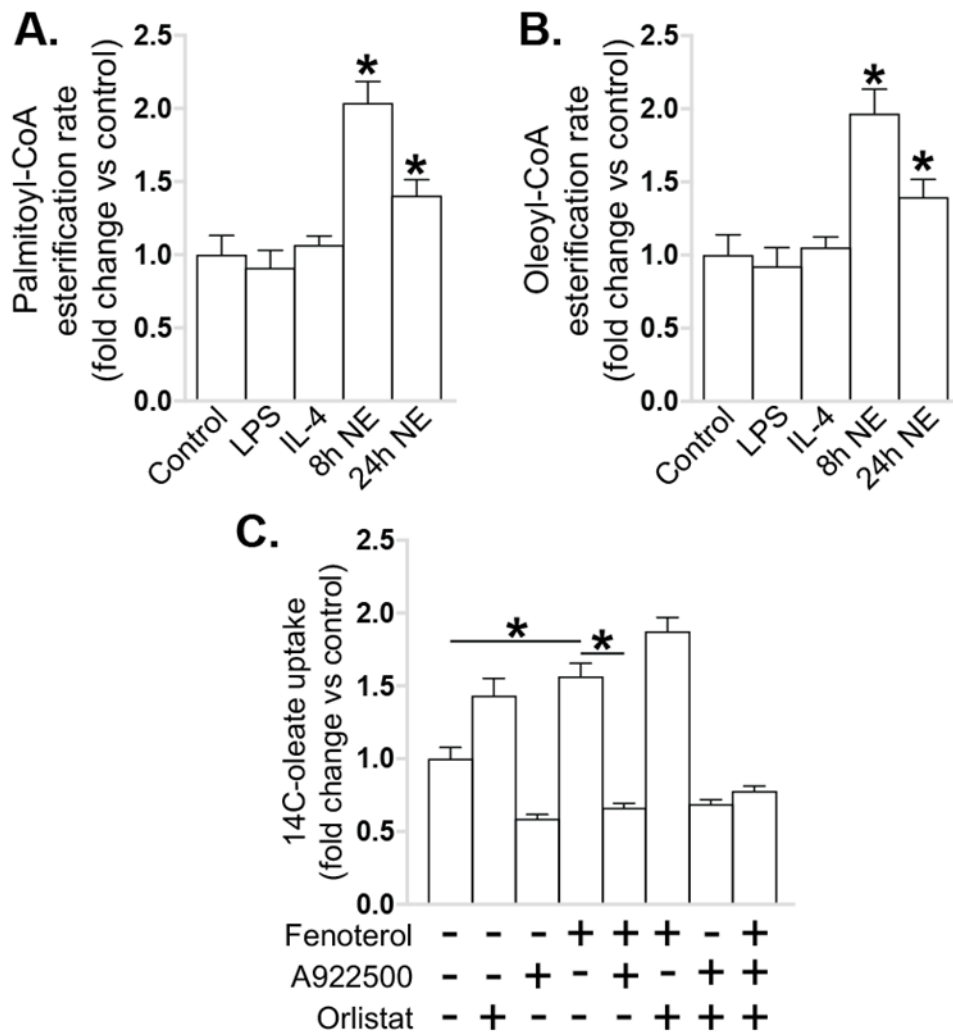 A.
Palmitoyl-CoA
esterification rate
(fold change vs control)
2.5
2.0
1.5
1.0
0.5
0.0
*
*
Control
LPS
IL-4
8h NE
24h NE
B.
Oleoyl-CoA
esterification rate
(fold change vs control)
2.5
2.0
1.5
1.0
0.5
0.0
*
*
Control
LPS
IL-4
8h NE
24h NE
C.
14C-oleate uptake
(fold change vs control)
2.5
2.0
1.5
1.0
0.5
0.0
*
*
Fenoterol - - - + + + - +
A922500 - - + - + - + +
Orlistat - + - - - + + +